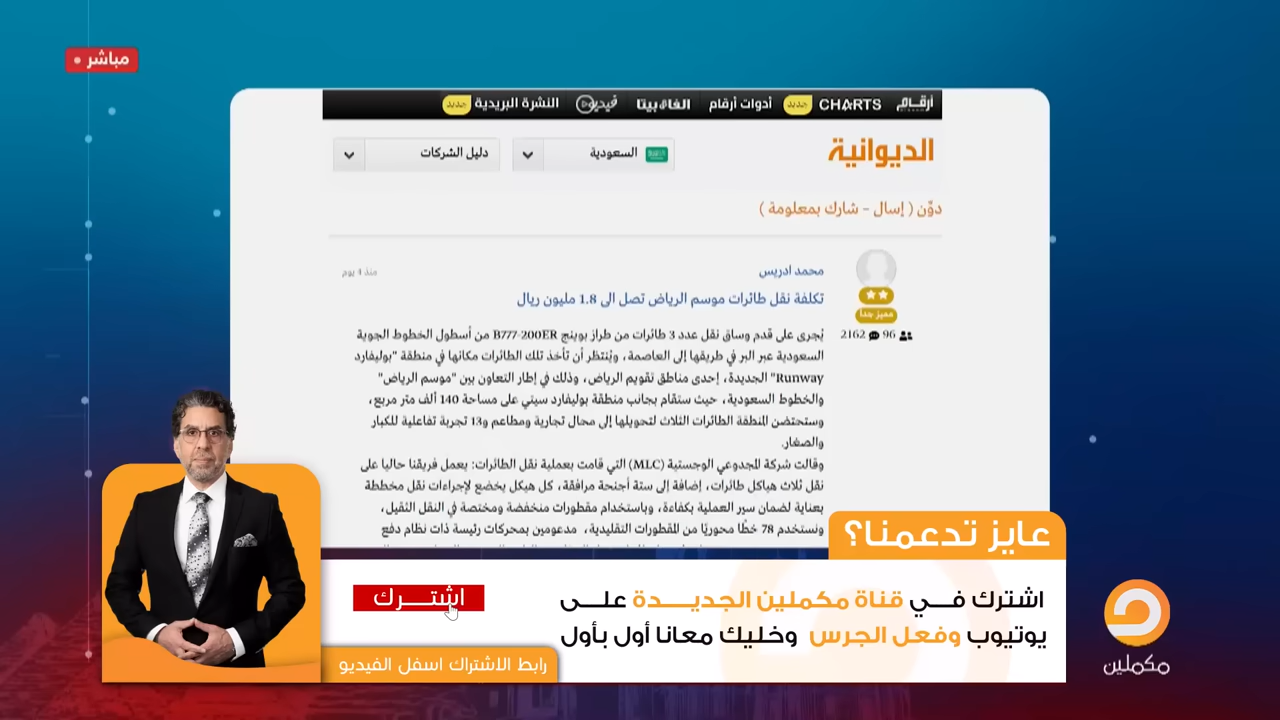 مباشر
أرقـام CHARTS جديد أدوات أرقام الفابيتا فيديو النشرة البريدية جديد
الديوانية
السعودية دليل الشركات
دوّن ( إسال – شارك بمعلومة )
محمد ادريس منذ 4 يوم
تكلفة نقل طائرات موسم الرياض تصل الى 1.8 مليون ريال
مميز جدا
2162 96
يُجرى على قدم وساق نقل عدد 3 طائرات من طراز بوينج B777-200ER من أسطول الخطوط الجوية
السعودية عبر البر في طريقها إلى العاصمة، ويُنتظر أن تأخذ تلك الطائرات مكانها في منطقة "بوليفارد
Runway" الجديدة، إحدى مناطق تقويم الرياض، وذلك في إطار التعاون بين "موسم الرياض"
والخطوط السعودية، حيث ستقام بجانب منطقة بوليفارد سيتي على مساحة 140 ألف متر مربع،
وستحتضن المنطقة الطائرات الثلاث لتحويلها إلى محال تجارية ومطاعم و13 تجربة تفاعلية للكبار
والصغار.
وقالت شركة المجدوعي الوجستية (MLC) التي قامت بعملية نقل الطائرات: يعمل فريقنا حاليا على
نقل ثلاث هياكل طائرات، إضافة إلى ستة أجنحة مرافقة، كل هيكل يخضع لإجراءات نقل مخططة
بعناية لضمان سير العملية بكفاءة، وباستخدام مقطورات منخفضة ومختصة في النقل الثقيل،
ونستخدم 78 خطًا محوريًا من المقطورات التقليدية، مدعومين بمحركات رئيسة ذات نظام دفع
عايز تدعمنا؟
اشترك في قناة مكملين الجديدة على
يوتيوب وفعل الجرس وخليك معانا أول بأول
اشترك
رابط الاشتراك اسفل الفيديو
مكملين